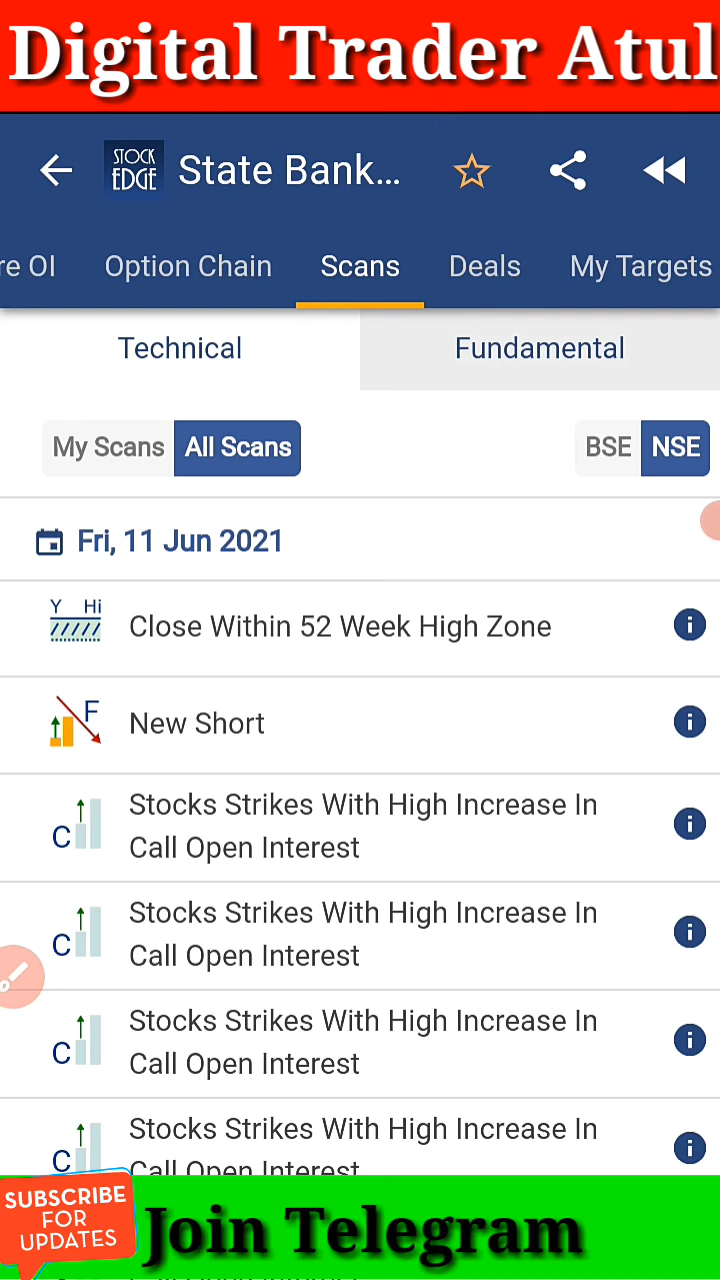 Digital Trader Atul
STOCK
EDGE
State Bank...
re OI
Option Chain
Scans
Deals
My Targets
Technical
Fundamental
My Scans
All Scans
BSE
NSE
Fri, 11 Jun 2021
Y Hi
Close Within 52 Week High Zone
i
F
New Short
i
Stocks Strikes With High Increase In
Call Open Interest
C
i
Stocks Strikes With High Increase In
Call Open Interest
C
i
Stocks Strikes With High Increase In
Call Open Interest
C
i
Stocks Strikes With High Increase In
Call Open Interest
C
i
SUBSCRIBE
FOR
UPDATES
Join Telegram